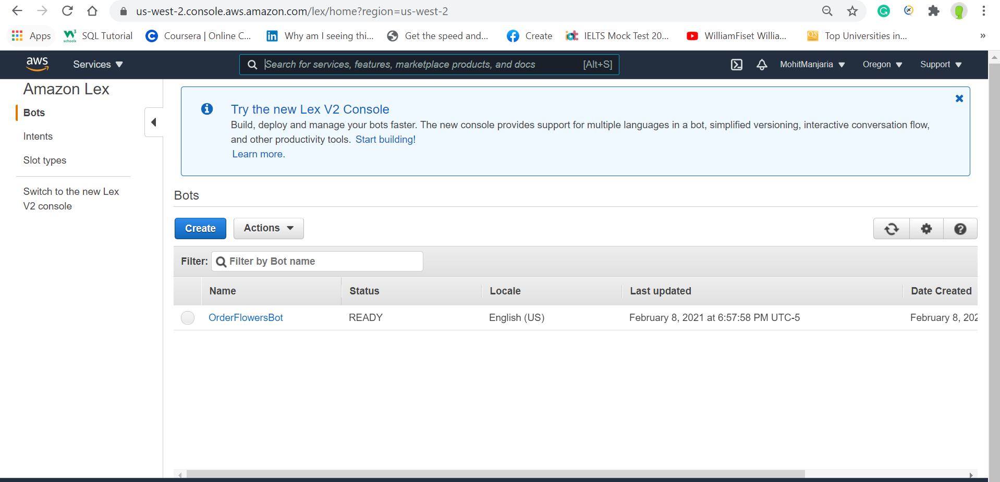 us-west-2.console.aws.amazon.com/lex/home?region=us-west-2
Apps W3 schools SQL Tutorial Coursera | Online C... in Why am I seeing thi... Get the speed and... Create iot IELTS Mock Test 20... WilliamFiset Willia... QS Top Universities in... »
aws Services Search for services, features, marketplace products, and docs [Alt+S] MohitManjaria Oregon Support
Amazon Lex
Bots
Intents
Slot types
Switch to the new Lex
V2 console
Try the new Lex V2 Console
Build, deploy and manage your bots faster. The new console provides support for multiple languages in a bot, simplified versioning, interactive conversation flow,
and other productivity tools. Start building!
Learn more.
Bots
Create Actions
Filter: Filter by Bot name
Name Status Locale Last updated Date Created
OrderFlowersBot READY English (US) February 8, 2021 at 6:57:58 PM UTC-5 February 8, 202